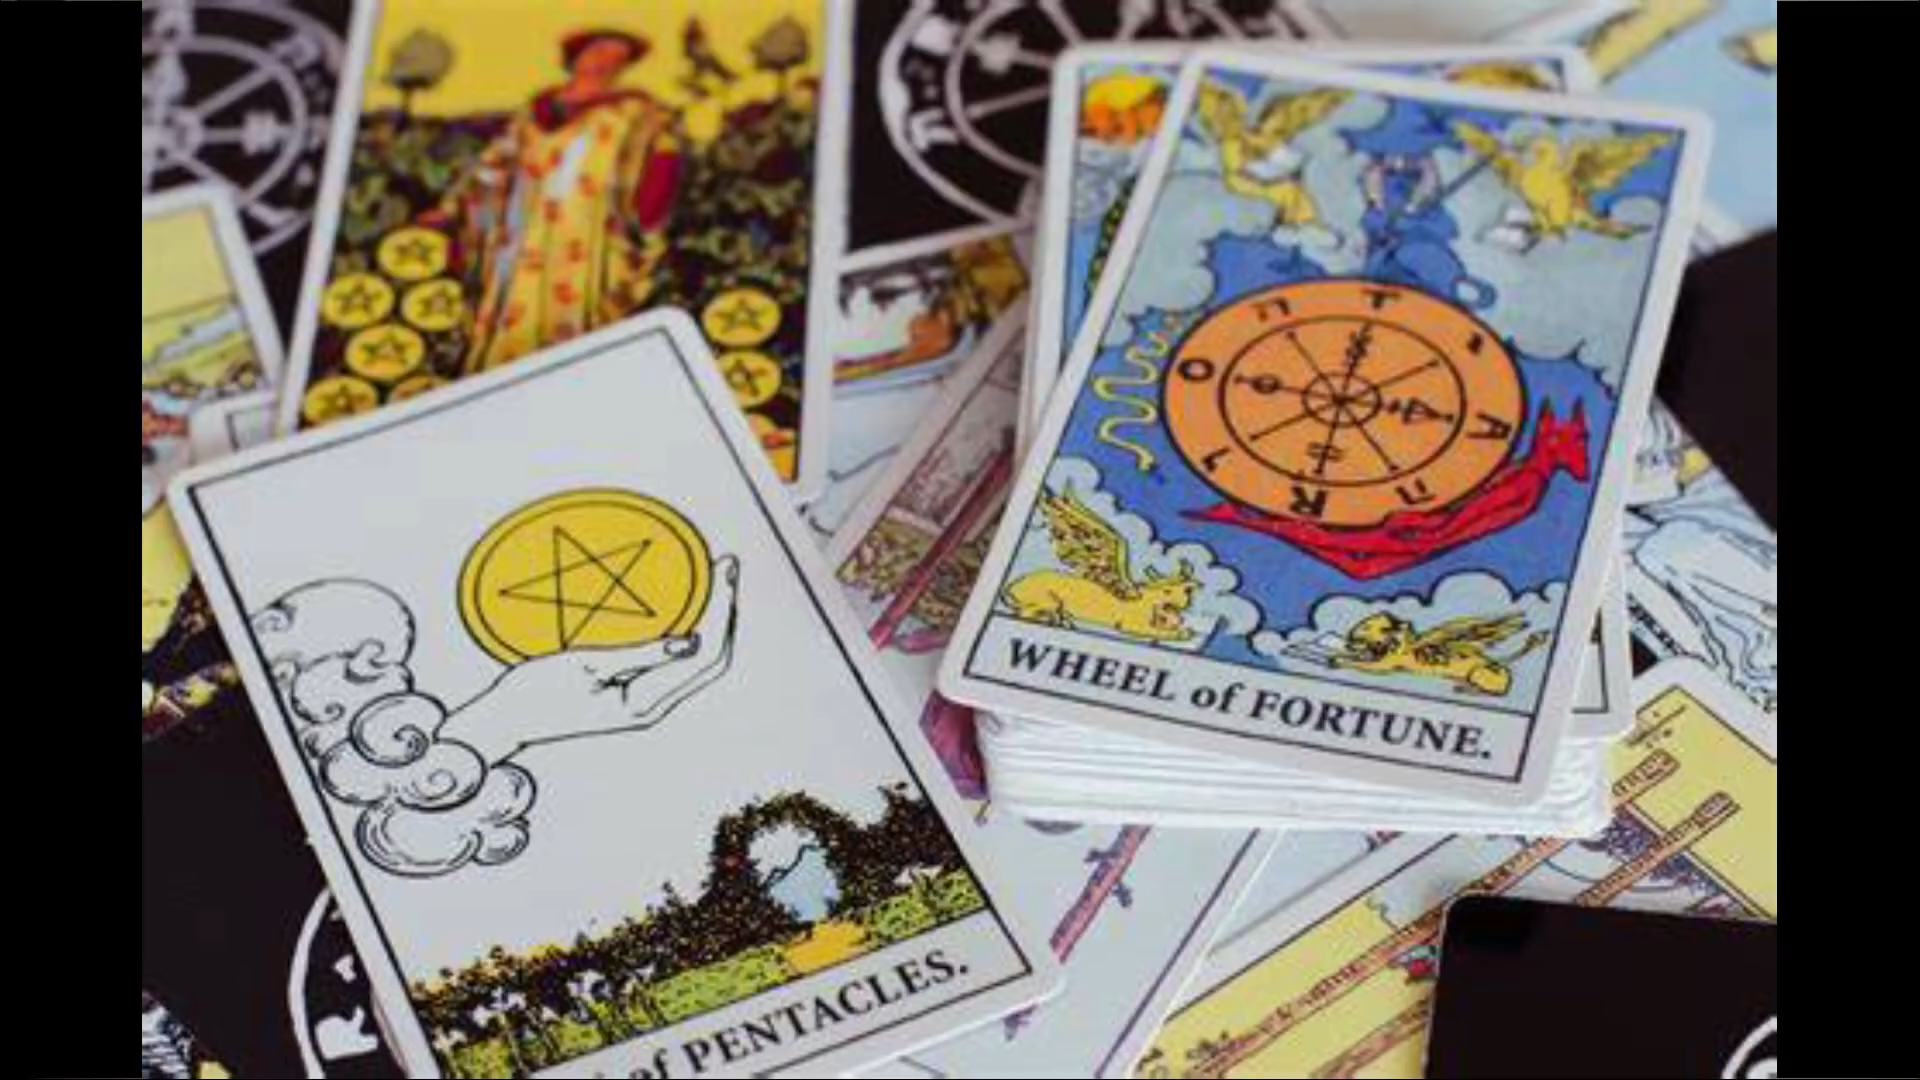 WHEEL of FORTUNE.
of PENTACLES.
T
A
R
O
R